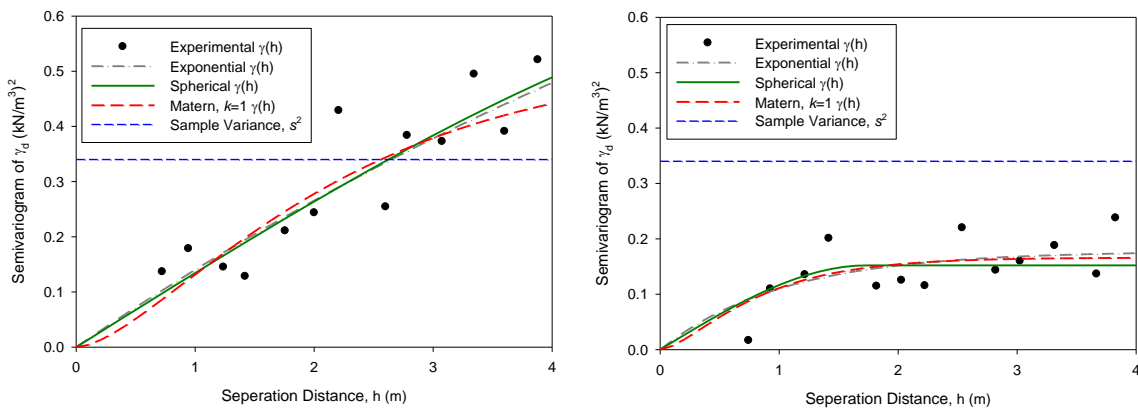 Semivariogram of γd (kN/m³)²
0.6
0.5
0.4
0.3
0.2
0.1
0.0
Experimental γ(h)
Exponential γ(h)
Spherical γ(h)
Matern, k=1 γ(h)
Sample Variance, s²
0 1 2 3 4
Seperation Distance, h (m)
Semivariogram of γd (kN/m³)²
0.6
0.5
0.4
0.3
0.2
0.1
0.0
Experimental γ(h)
Exponential γ(h)
Spherical γ(h)
Matern, k=1 γ(h)
Sample Variance, s²
0 1 2 3 4
Seperation Distance, h (m)